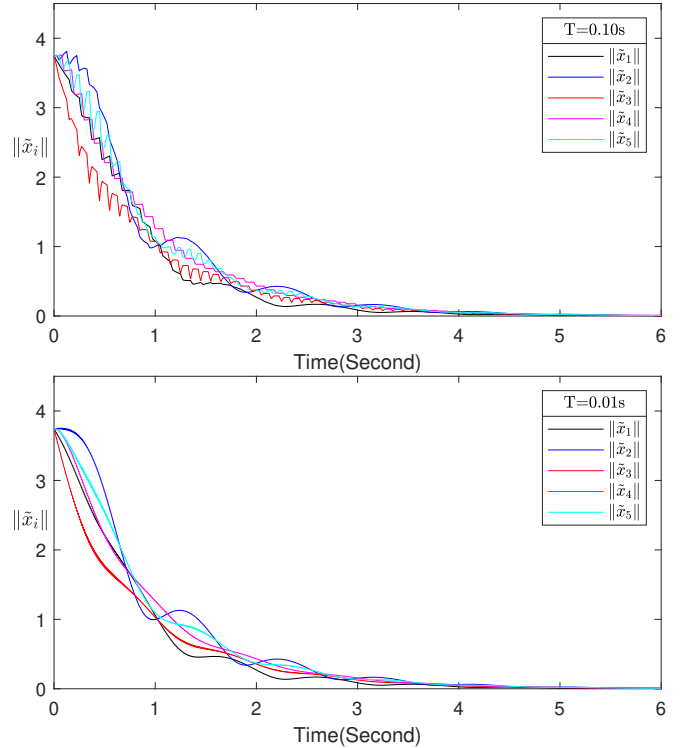 T=0.10s
‖x̃₁‖
‖x̃₂‖
‖x̃₃‖
‖x̃₄‖
‖x̃₅‖
4
3
‖x̃ᵢ‖
2
1
0
0 1 2 3 4 5 6
Time(Second)
T=0.01s
‖x̃₁‖
‖x̃₂‖
‖x̃₃‖
‖x̃₄‖
‖x̃₅‖
4
3
‖x̃ᵢ‖
2
1
0
0 1 2 3 4 5 6
Time(Second)